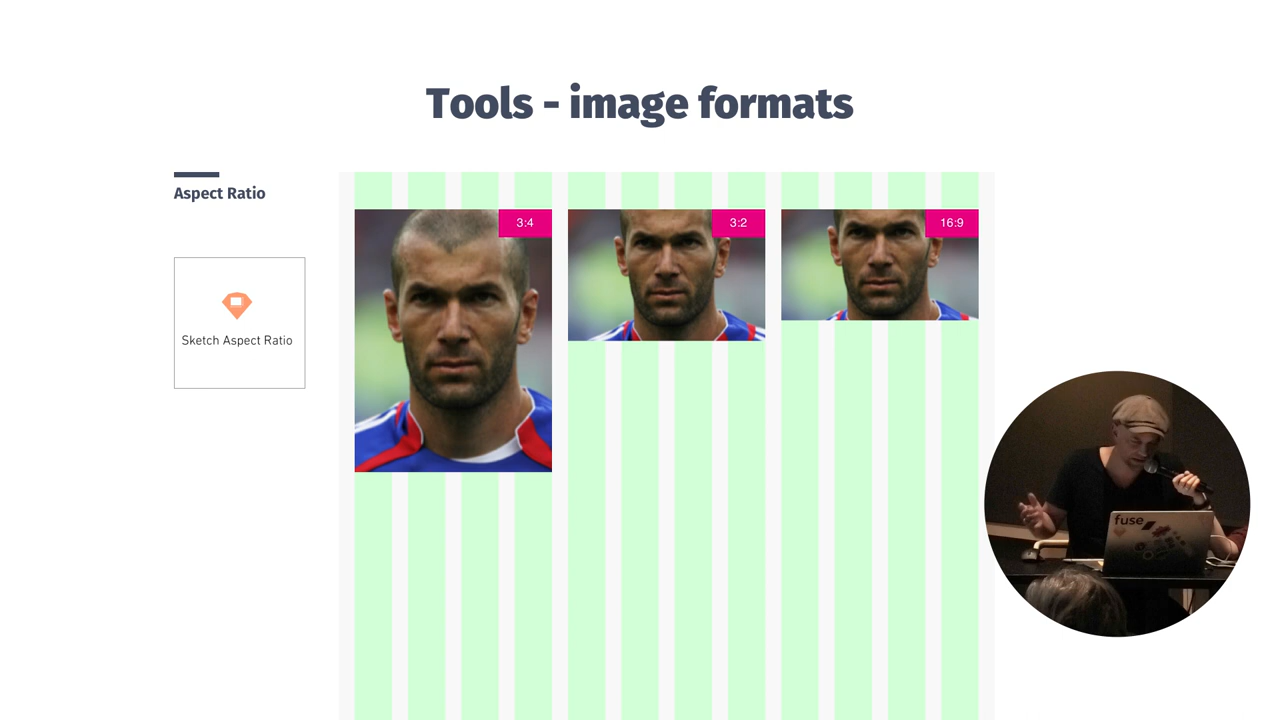 Tools - image formats
Aspect Ratio
3:4
3:2
16:9
Sketch Aspect Ratio
fuse